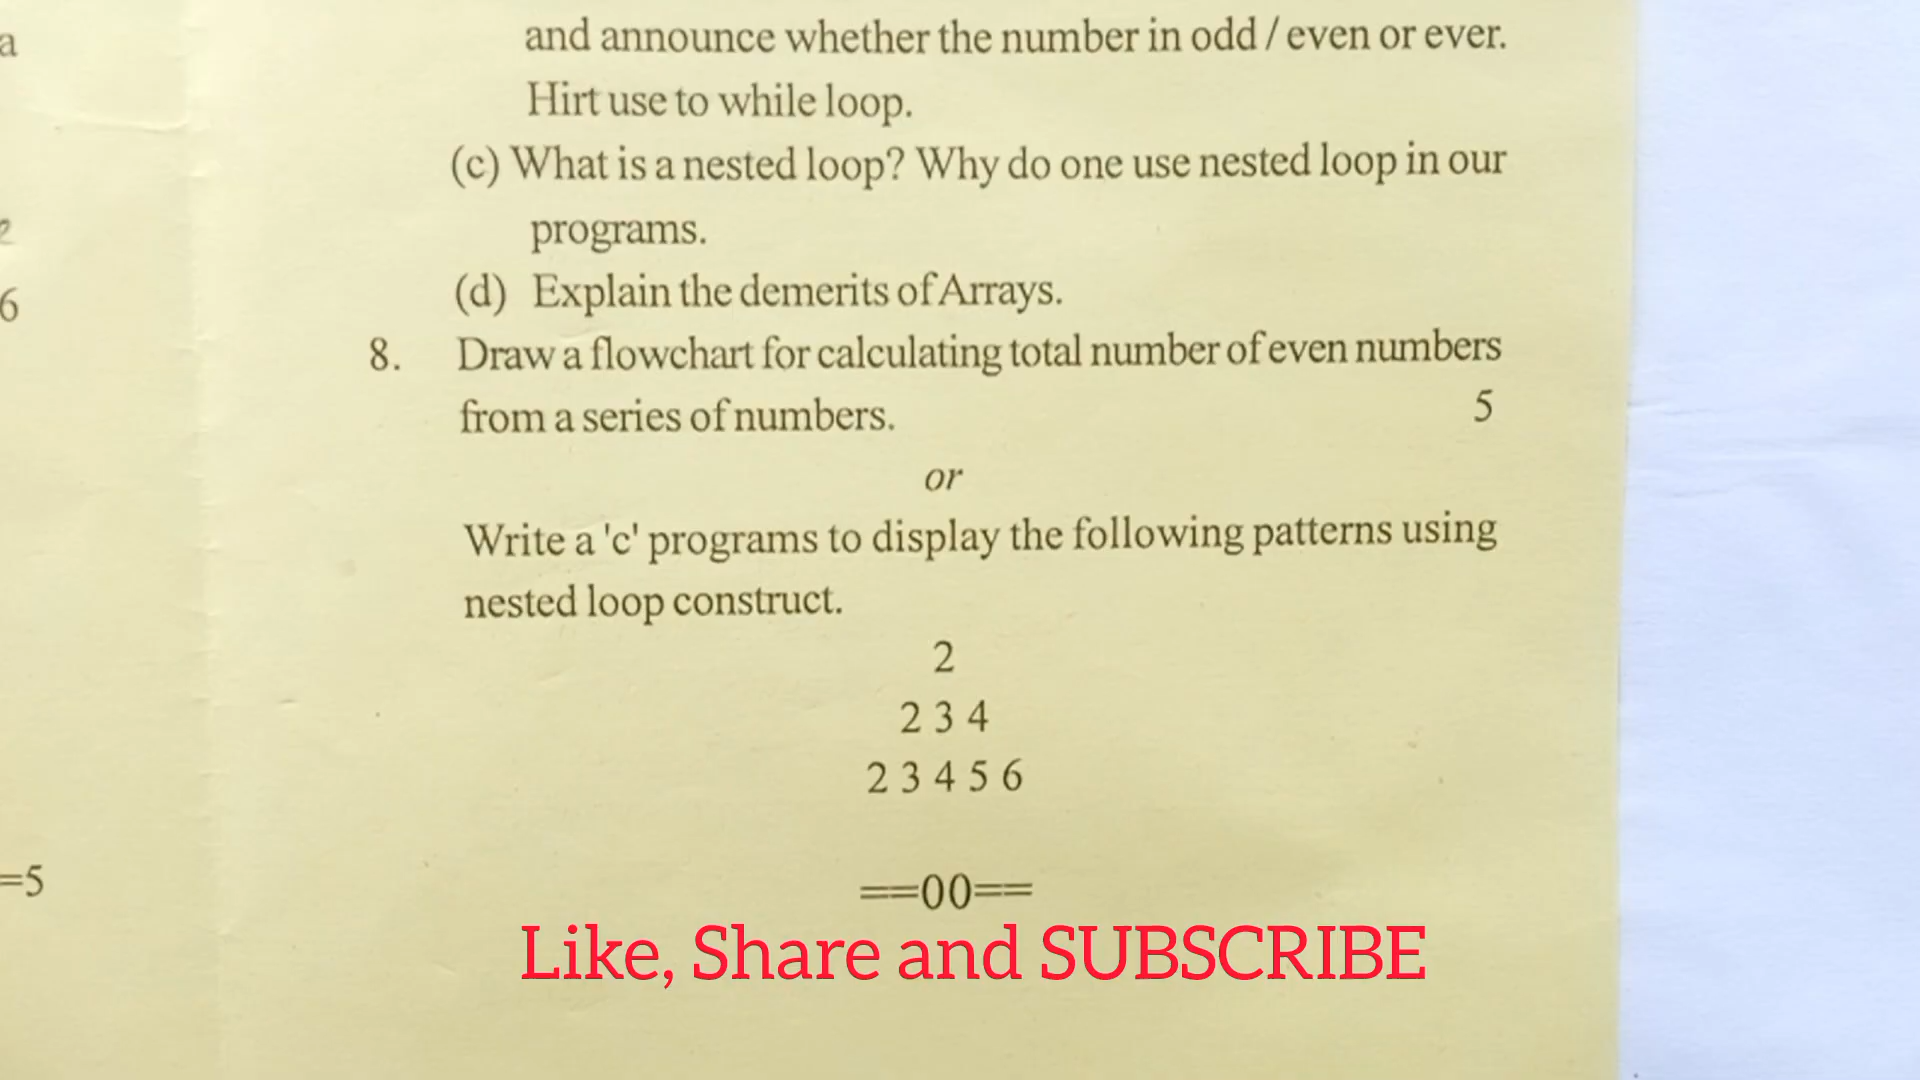 a
and announce whether the number in odd / even or ever.
Hirt use to while loop.
(c) What is a nested loop? Why do one use nested loop in our
programs.
(d) Explain the demerits of Arrays.
6
8. Draw a flowchart for calculating total number of even numbers
from a series of numbers. 5
or
Write a 'c' programs to display the following patterns using
nested loop construct.
2
2 3 4
2 3 4 5 6
=5
==00==
Like, Share and SUBSCRIBE